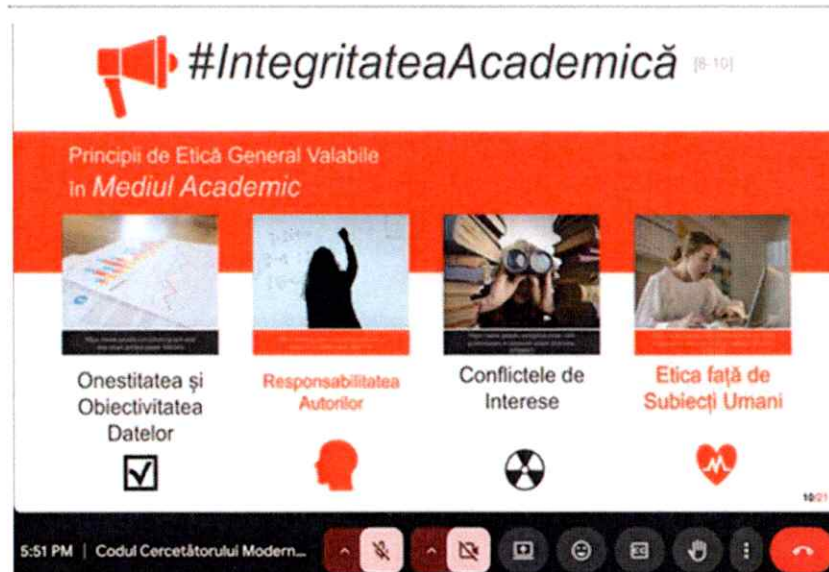 #IntegritateaAcademică [8-10]
Principii de Etică General Valabile
în Mediul Academic
Onestitatea și
Obiectivitatea
Datelor
Responsabilitatea
Autorilor
Conflictele de
Interese
Etica față de
Subiecți Umani
10/21
5:51 PM | Codul Cercetătorului Modern...